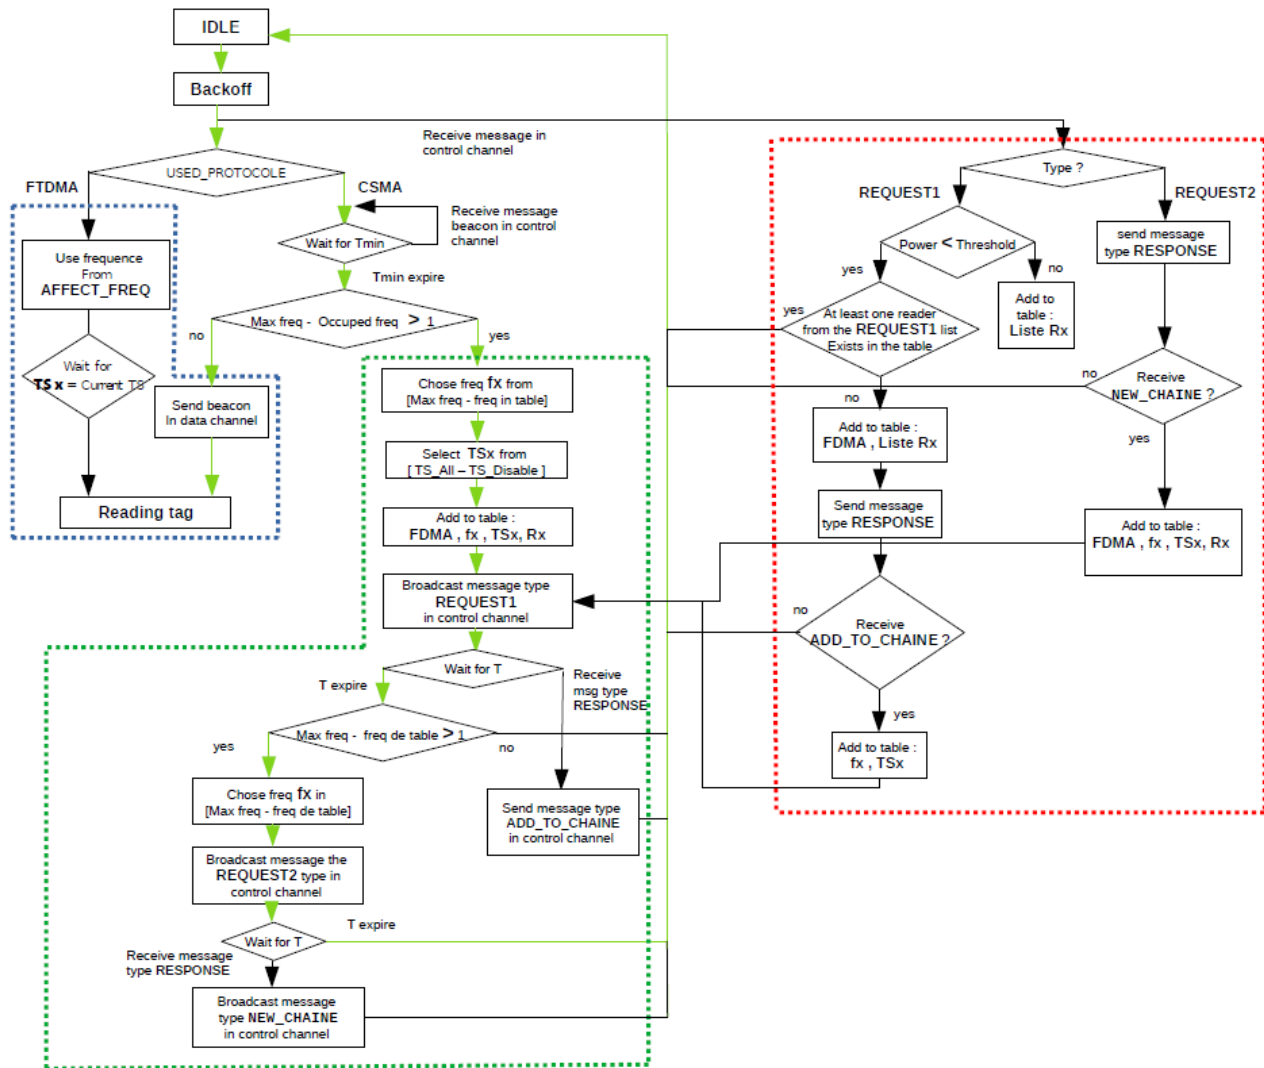 IDLE
Backoff
Receive message in
control channel
USED_PROTOCOLE
FTDMA
CSMA
Receive message
beacon in control
channel
Wait for Tmin
Tmin expire
Use frequence
From
AFFECT_FREQ
Max freq - Occuped freq > 1
no
yes
Wait for
TSx = Current TS
Send beacon
In data channel
Reading tag
Chose freq fx from
[Max freq - freq in table]
Select TSx from
[ TS_All – TS_Disable ]
Add to table :
FDMA , fx , TSx, Rx
Broadcast message type
REQUEST1
in control channel
Wait for T
T expire
Receive
msg type
RESPONSE
Max freq - freq de table > 1
yes
no
Chose freq fx in
[Max freq - freq de table]
Send message type
ADD_TO_CHAINE
in control channel
Broadcast message the
REQUEST2 type in
control channel
T expire
Wait for T
Receive message
type RESPONSE
Broadcast message
type NEW_CHAINE
in control channel
Type ?
REQUEST1
REQUEST2
Power < Threshold
send message
type RESPONSE
yes
no
Add to
table :
Liste Rx
yes
At least one reader
from the REQUEST1 list
Exists in the table
no
Receive
NEW_CHAINE ?
no
yes
Add to table :
FDMA , Liste Rx
Send message
type RESPONSE
Add to table :
FDMA , fx , TSx, Rx
no
Receive
ADD_TO_CHAINE ?
yes
Add to table :
fx , TSx